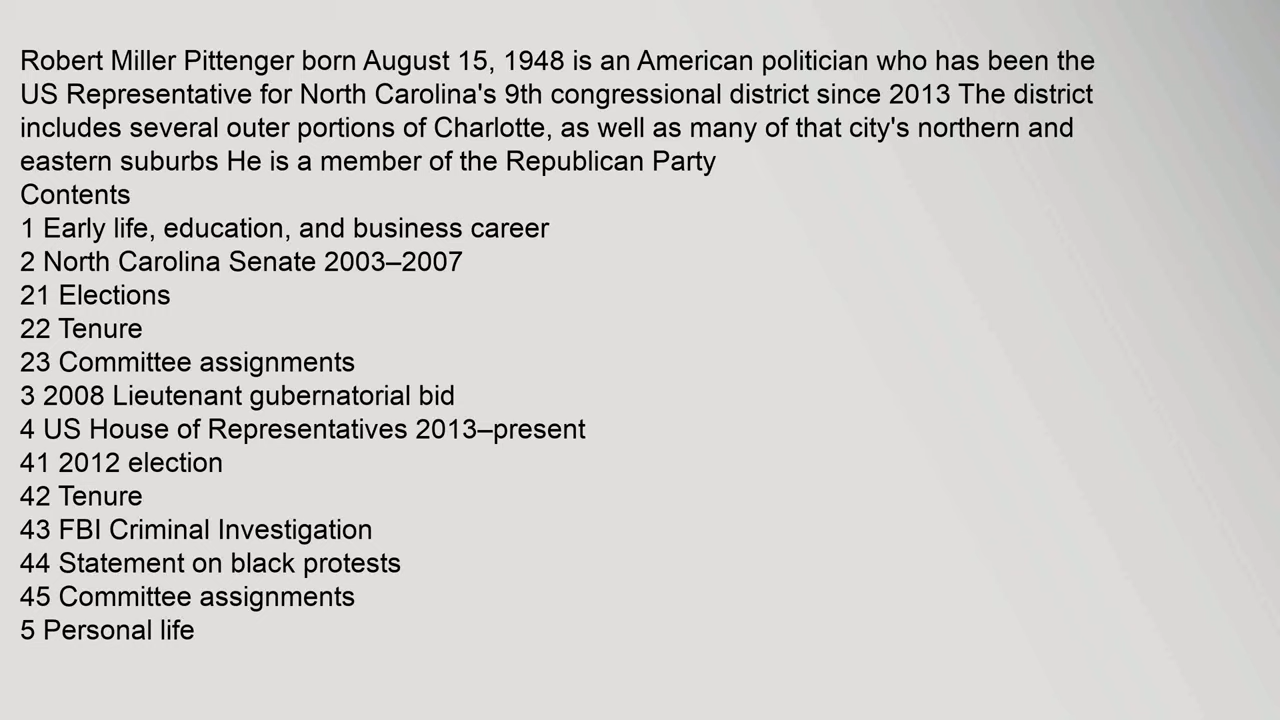 Robert Miller Pittenger born August 15, 1948 is an American politician who has been the
US Representative for North Carolina's 9th congressional district since 2013 The district
includes several outer portions of Charlotte, as well as many of that city's northern and
eastern suburbs He is a member of the Republican Party
Contents
1 Early life, education, and business career
2 North Carolina Senate 2003–2007
21 Elections
22 Tenure
23 Committee assignments
3 2008 Lieutenant gubernatorial bid
4 US House of Representatives 2013–present
41 2012 election
42 Tenure
43 FBI Criminal Investigation
44 Statement on black protests
45 Committee assignments
5 Personal life